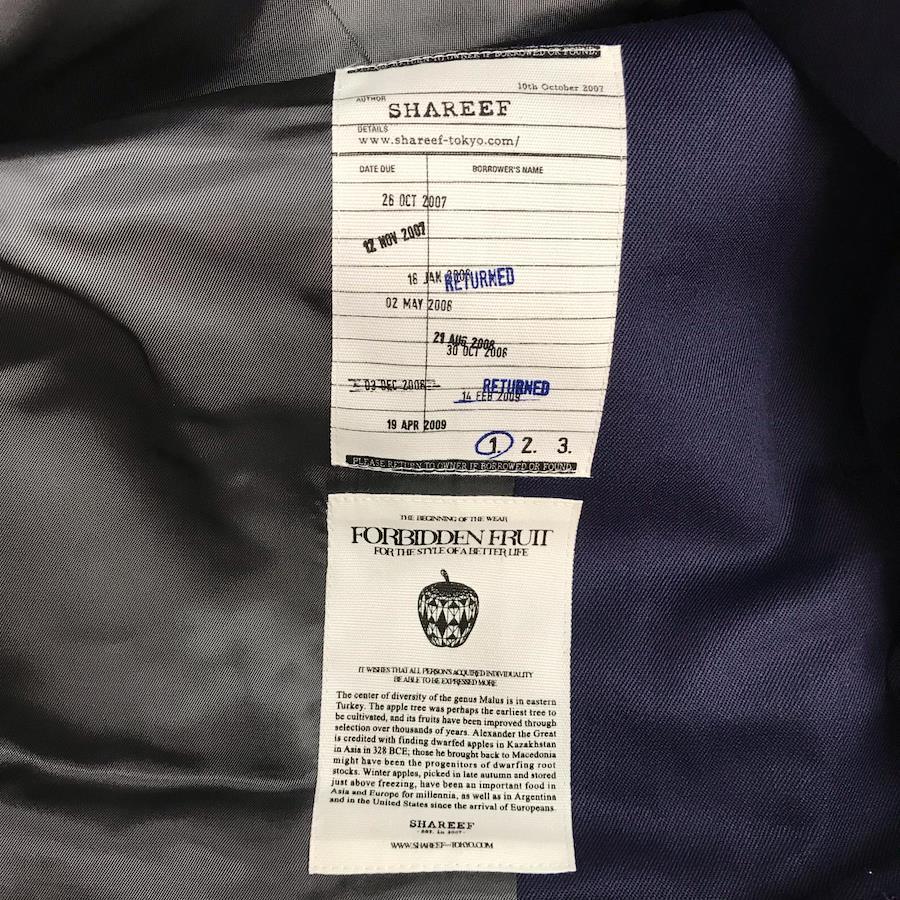 PLEASE RETURN TO OWNER IF BORROWED OR FOUND.
10th October 2007
AUTHOR
SHAREEF
DETAILS
www.shareef-tokyo.com/
DATE DUE BORROWER'S NAME
26 OCT 2007
12 NOV 2007
16 JAN 2008 RETURNED
02 MAY 2008
21 AUG 2008
30 OCT 2008
03 DEC 2008 RETURNED
14 FEB 2009
19 APR 2009
1. 2. 3.
PLEASE RETURN TO OWNER IF BORROWED OR FOUND.
THE BEGINNING OF THE WEAR
FORBIDDEN FRUIT
FOR THE STYLE OF A BETTER LIFE
IT WISHES THAT ALL PERSON'S ACQUIRED INDIVIDUALITY
BE ABLE TO BE EXPRESSED MORE
The center of diversity of the genus Malus is in eastern
Turkey. The apple tree was perhaps the earliest tree to
be cultivated, and its fruits have been improved through
selection over thousands of years. Alexander the Great
is credited with finding dwarfed apples in Kazakhstan
in Asia in 328 BCE; those he brought back to Macedonia
might have been the progenitors of dwarfing root
stocks. Winter apples, picked in late autumn and stored
just above freezing, have been an important food in
Asia and Europe for millennia, as well as in Argentina
and in the United States since the arrival of Europeans.
SHAREEF
- EST. in 2007 -
WWW.SHAREEF-TOKYO.COM